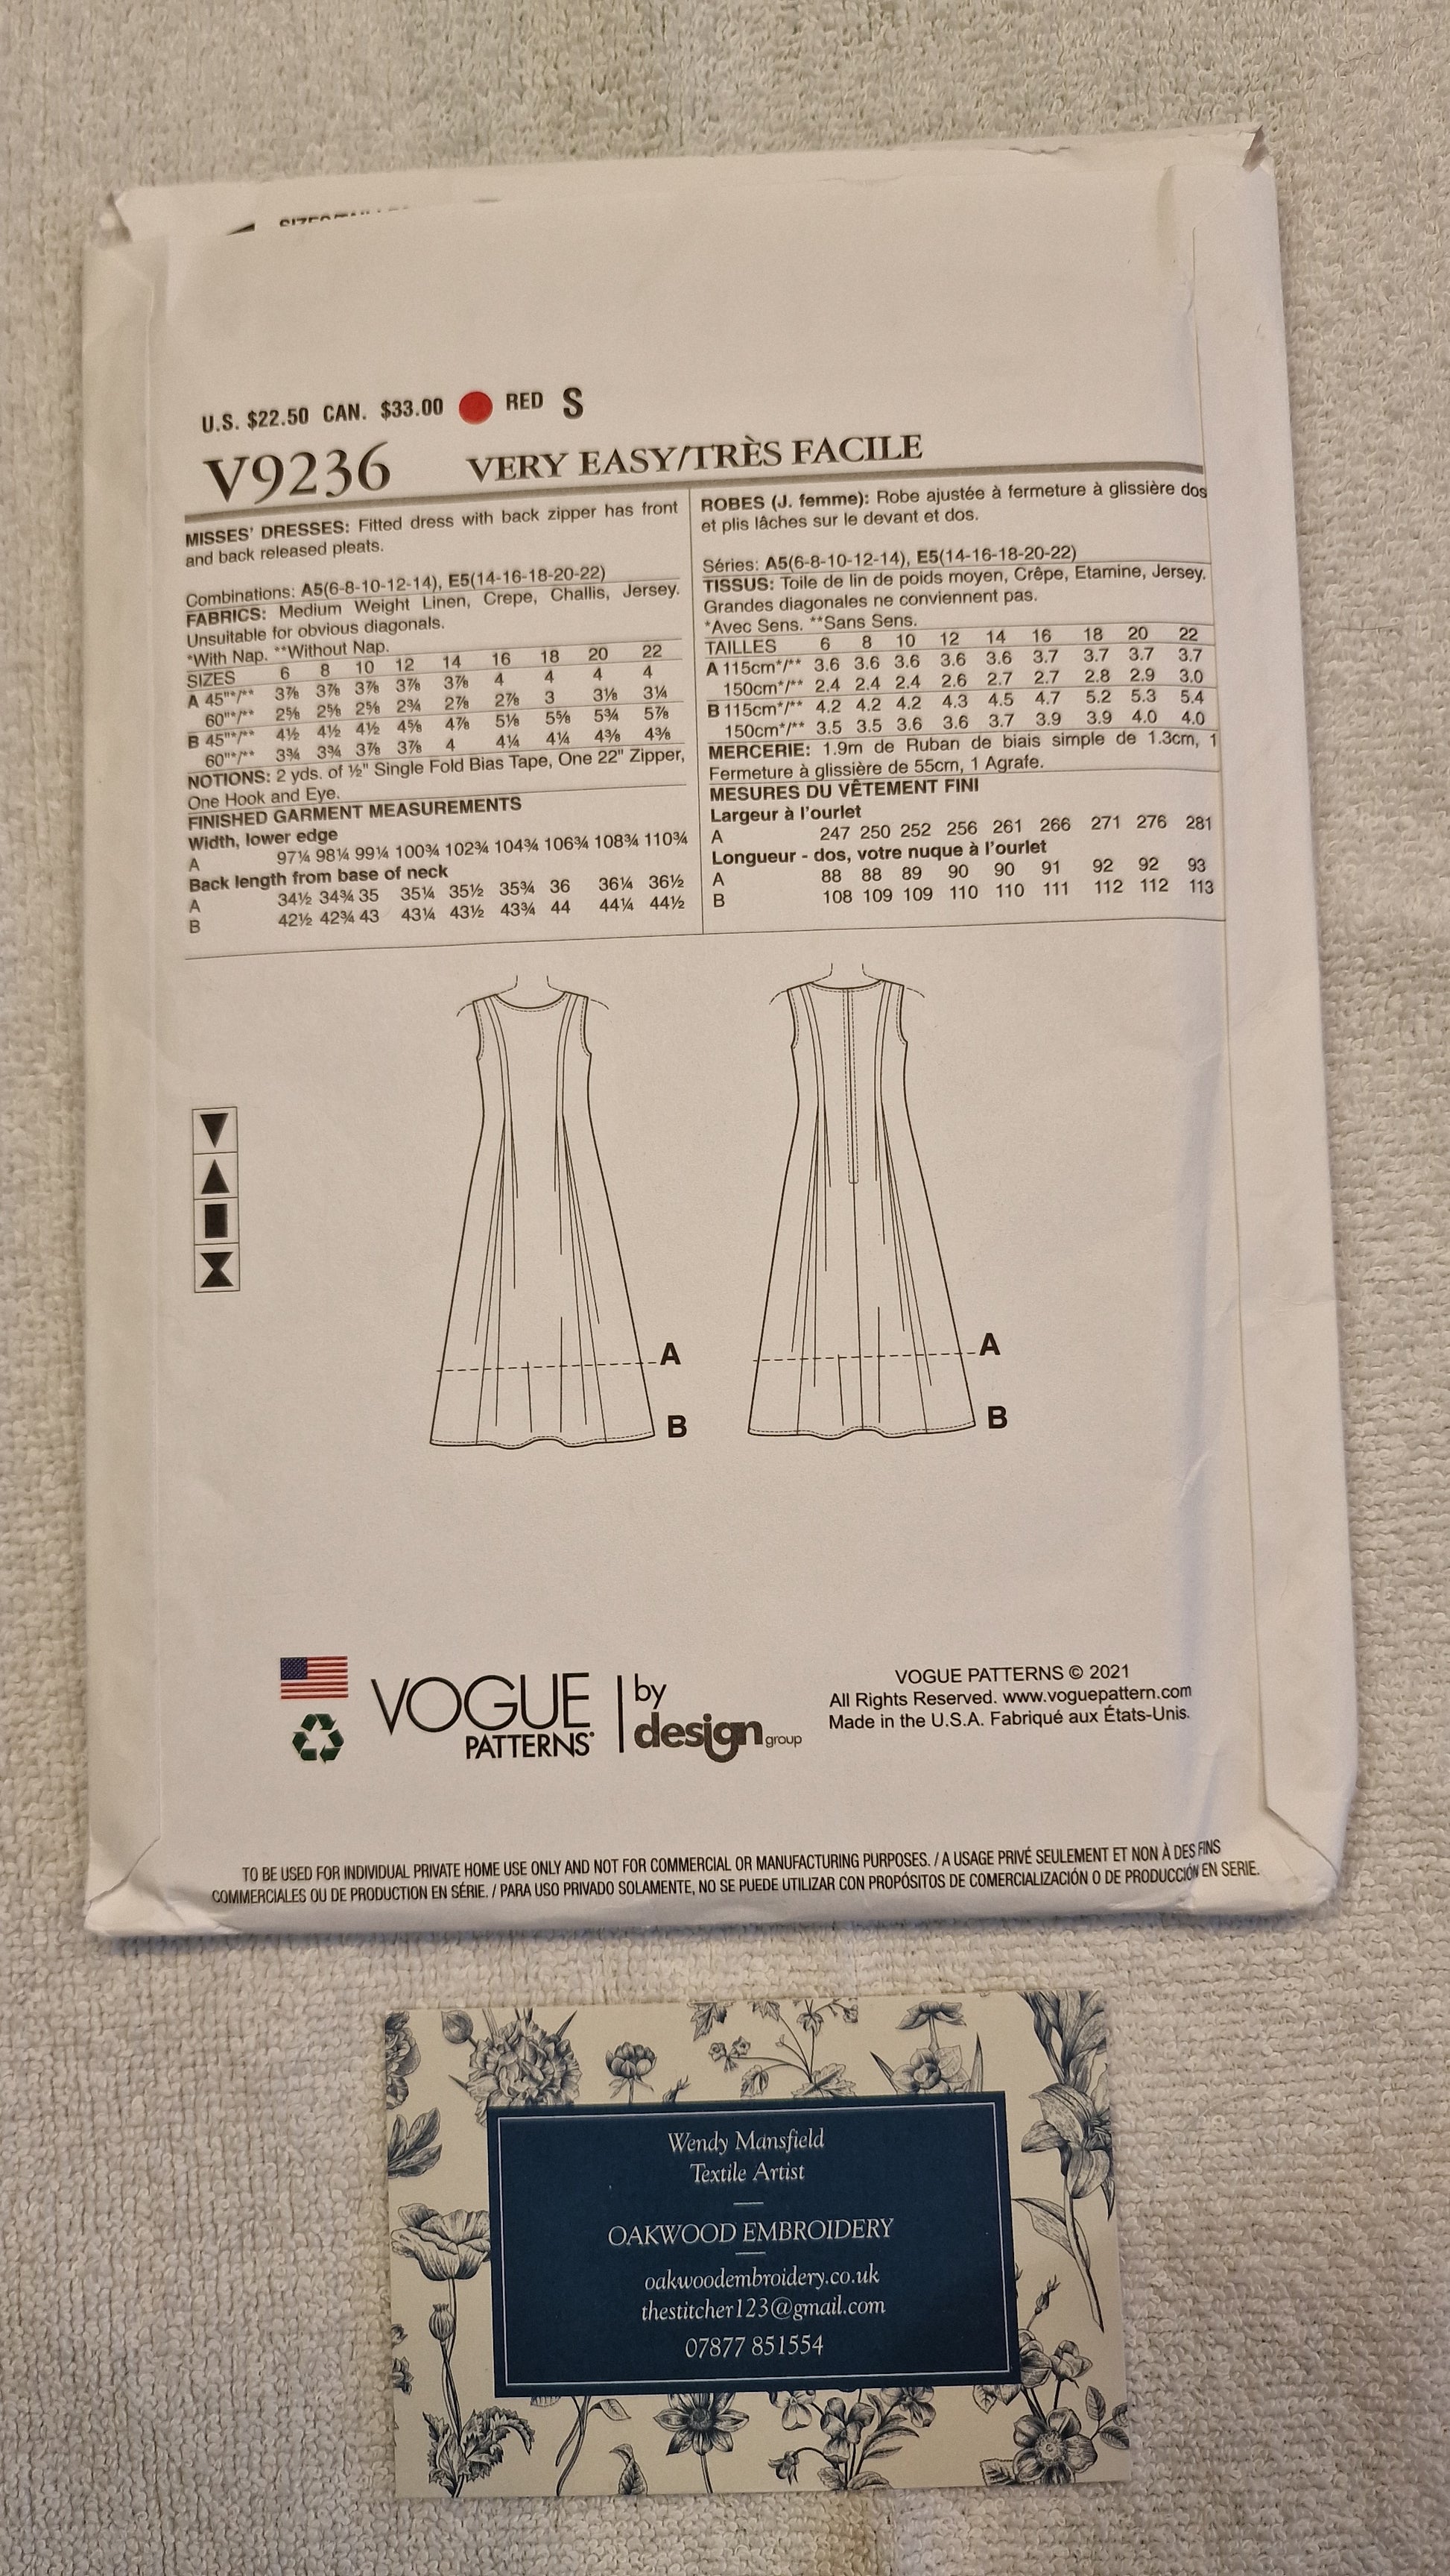 U.S. $22.50 CAN. $33.00 RED S
V9236 VERY EASY/TRÈS FACILE
MISSES' DRESSES: Fitted dress with back zipper has front
and back released pleats.
Combinations: A5(6-8-10-12-14), E5(14-16-18-20-22)
FABRICS: Medium Weight Linen, Crepe, Challis, Jersey.
Unsuitable for obvious diagonals.
*With Nap. **Without Nap.
SIZES 6 8 10 12 14 16 18 20 22
A 45"*/** 3⅞ 3⅞ 3⅞ 3⅞ 3⅞ 4 4 4 4
60"*/** 2⅝ 2⅝ 2⅝ 2¾ 2⅞ 2⅞ 3 3⅛ 3¼
B 45"*/** 4½ 4½ 4½ 4⅝ 4⅞ 5⅛ 5⅝ 5¾ 5⅞
60"*/** 3¾ 3¾ 3⅞ 3⅞ 4 4¼ 4¼ 4⅜ 4⅜
NOTIONS: 2 yds. of ½" Single Fold Bias Tape, One 22" Zipper,
One Hook and Eye.
FINISHED GARMENT MEASUREMENTS
Width, lower edge
A 97¼ 98¼ 99¼ 100¾ 102¾ 104¾ 106¾ 108¾ 110¾
Back length from base of neck
A 34½ 34¾ 35 35¼ 35½ 35¾ 36 36¼ 36½
B 42½ 42¾ 43 43¼ 43½ 43¾ 44 44¼ 44½
ROBES (J. femme): Robe ajustée à fermeture à glissière dos
et plis lâches sur le devant et dos.
Séries: A5(6-8-10-12-14), E5(14-16-18-20-22)
TISSUS: Toile de lin de poids moyen, Crêpe, Etamine, Jersey.
Grandes diagonales ne conviennent pas.
*Avec Sens. **Sans Sens.
TAILLES 6 8 10 12 14 16 18 20 22
A 115cm*/** 3.6 3.6 3.6 3.6 3.6 3.7 3.7 3.7 3.7
150cm*/** 2.4 2.4 2.4 2.6 2.7 2.7 2.8 2.9 3.0
B 115cm*/** 4.2 4.2 4.2 4.3 4.5 4.7 5.2 5.3 5.4
150cm*/** 3.5 3.5 3.6 3.6 3.7 3.9 3.9 4.0 4.0
MERCERIE: 1.9m de Ruban de biais simple de 1.3cm, 1
Fermeture à glissière de 55cm, 1 Agrafe.
MESURES DU VÊTEMENT FINI
Largeur à l'ourlet
A 247 250 252 256 261 266 271 276 281
Longueur - dos, votre nuque à l'ourlet
A 88 88 89 90 90 91 92 92 93
B 108 109 109 110 110 111 112 112 113
A
B
A
B
VOGUE PATTERNS
by design group
VOGUE PATTERNS © 2021
All Rights Reserved. www.voguepattern.com
Made in the U.S.A. Fabriqué aux États-Unis.
TO BE USED FOR INDIVIDUAL PRIVATE HOME USE ONLY AND NOT FOR COMMERCIAL OR MANUFACTURING PURPOSES. / A USAGE PRIVÉ SEULEMENT ET NON À DES FINS
COMMERCIALES OU DE PRODUCTION EN SÉRIE. / PARA USO PRIVADO SOLAMENTE, NO SE PUEDE UTILIZAR CON PROPÓSITOS DE COMERCIALIZACIÓN O DE PRODUCCIÓN EN SERIE.
Wendy Mansfield
Textile Artist
OAKWOOD EMBROIDERY
oakwoodembroidery.co.uk
thestitcher123@gmail.com
07877 851554